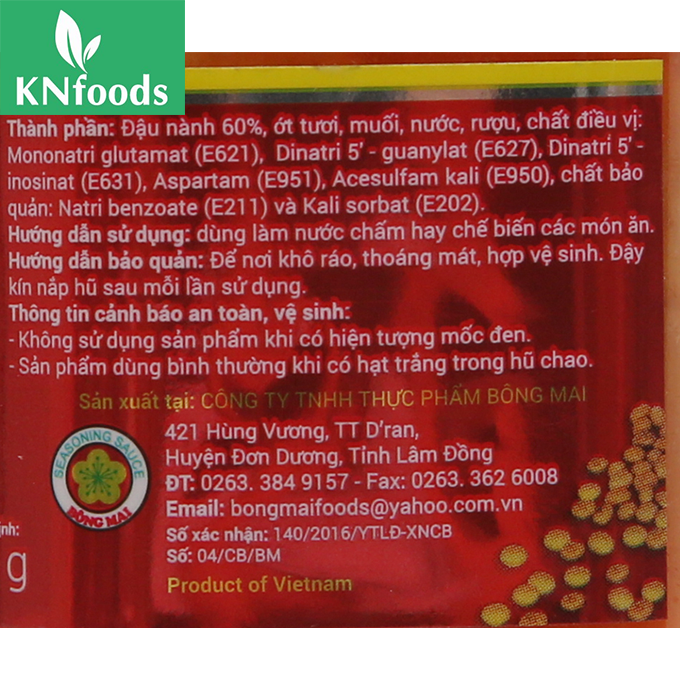 KNfoods
Thành phần: Đậu nành 60%, ớt tươi, muối, nước, rượu, chất điều vị:
Mononatri glutamat (E621), Dinatri 5' - guanylat (E627), Dinatri 5' -
inosinat (E631), Aspartam (E951), Acesulfam kali (E950), chất bảo
quản: Natri benzoate (E211) và Kali sorbat (E202).
Hướng dẫn sử dụng: dùng làm nước chấm hay chế biến các món ăn.
Hướng dẫn bảo quản: Để nơi khô ráo, thoáng mát, hợp vệ sinh. Đậy
kín nắp hũ sau mỗi lần sử dụng.
Thông tin cảnh báo an toàn, vệ sinh:
- Không sử dụng sản phẩm khi có hiện tượng mốc đen.
- Sản phẩm dùng bình thường khi có hạt trắng trong hũ chao.
Sản xuất tại: CÔNG TY TNHH THỰC PHẨM BÔNG MAI
421 Hùng Vương, TT D'ran,
Huyện Đơn Dương, Tỉnh Lâm Đồng
ĐT: 0263. 384 9157 - Fax: 0263. 362 6008
Email: bongmaifoods@yahoo.com.vn
Số xác nhận: 140/2016/YTLĐ-XNCB
Số: 04/CB/BM
Product of Vietnam
SEASONING SAUCE
BÔNG MAI
ịnh:
g